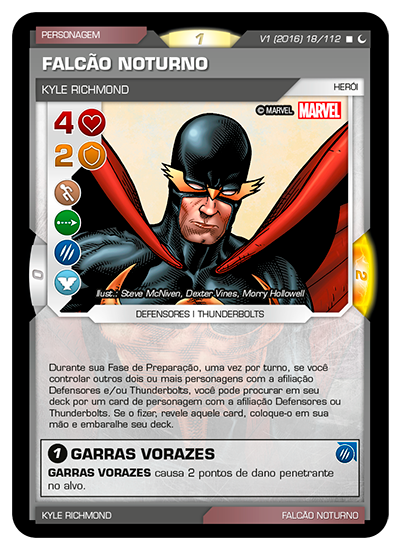 PERSONAGEM
1
V1 (2016) 18/112
FALCÃO NOTURNO
KYLE RICHMOND
HERÓI
4
© MARVEL
MARVEL
2
0
2
Illust.: Steve McNiven, Dexter Vines, Morry Hollowell
DEFENSORES | THUNDERBOLTS
Durante sua Fase de Preparação, uma vez por turno, se você
controlar outros dois ou mais personagens com a afiliação
Defensores e/ou Thunderbolts, você pode procurar em seu
deck por um card de personagem com a afiliação Defensores ou
Thunderbolts. Se o fizer, revele aquele card, coloque-o em sua
mão e embaralhe seu deck.
1 GARRAS VORAZES
GARRAS VORAZES causa 2 pontos de dano penetrante
no alvo.
KYLE RICHMOND
FALCÃO NOTURNO